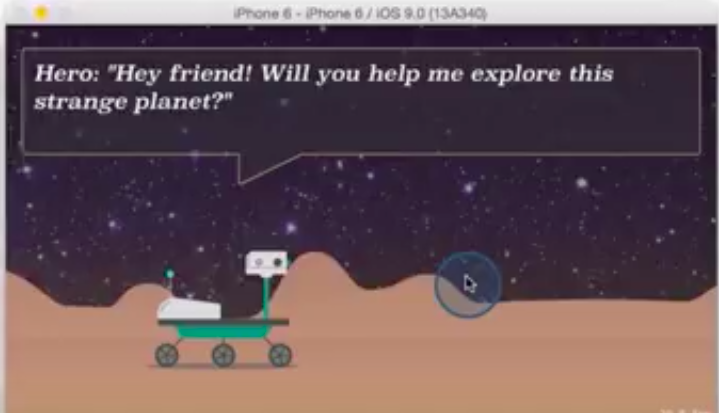 iPhone 6 - iPhone 6 / iOS 9.0 (13A340)
Hero: "Hey friend! Will you help me explore this
strange planet?"